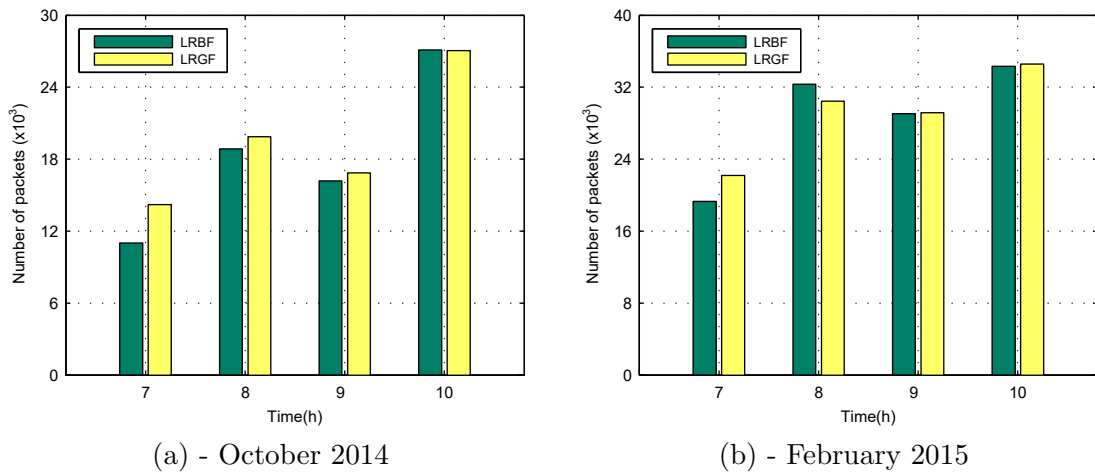 30
24
18
12
6
0
Number of packets (x10³)
LRBF
LRGF
7 8 9 10
Time(h)
(a) - October 2014
40
32
24
16
8
0
Number of packets (x10³)
LRBF
LRGF
7 8 9 10
Time(h)
(b) - February 2015